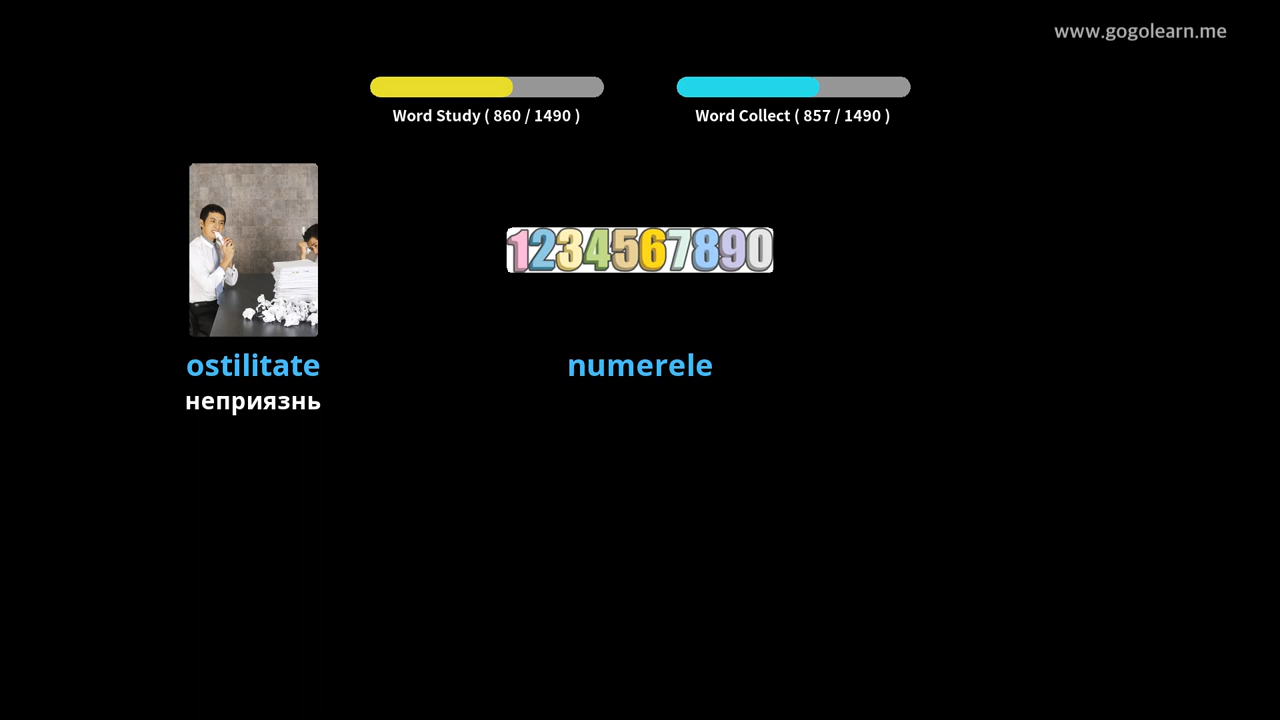 www.gogolearn.me
Word Study ( 860 / 1490 )
Word Collect ( 857 / 1490 )
1234567890
ostilitate
numerele
неприязнь